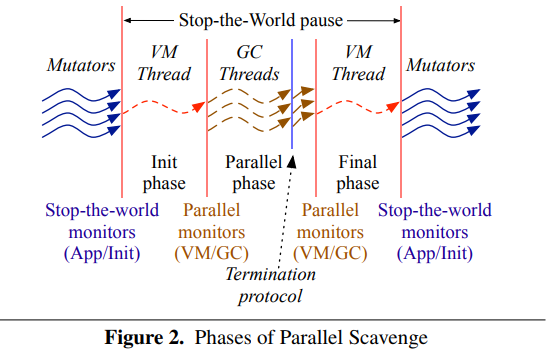 Stop-the-World pause
Mutators
VM
Thread
GC
Threads
VM
Thread
Mutators
Init
phase
Parallel
phase
Final
phase
Stop-the-world
monitors
(App/Init)
Parallel
monitors
(VM/GC)
Parallel
monitors
(VM/GC)
Stop-the-world
monitors
(App/Init)
Termination
protocol
Figure 2. Phases of Parallel Scavenge